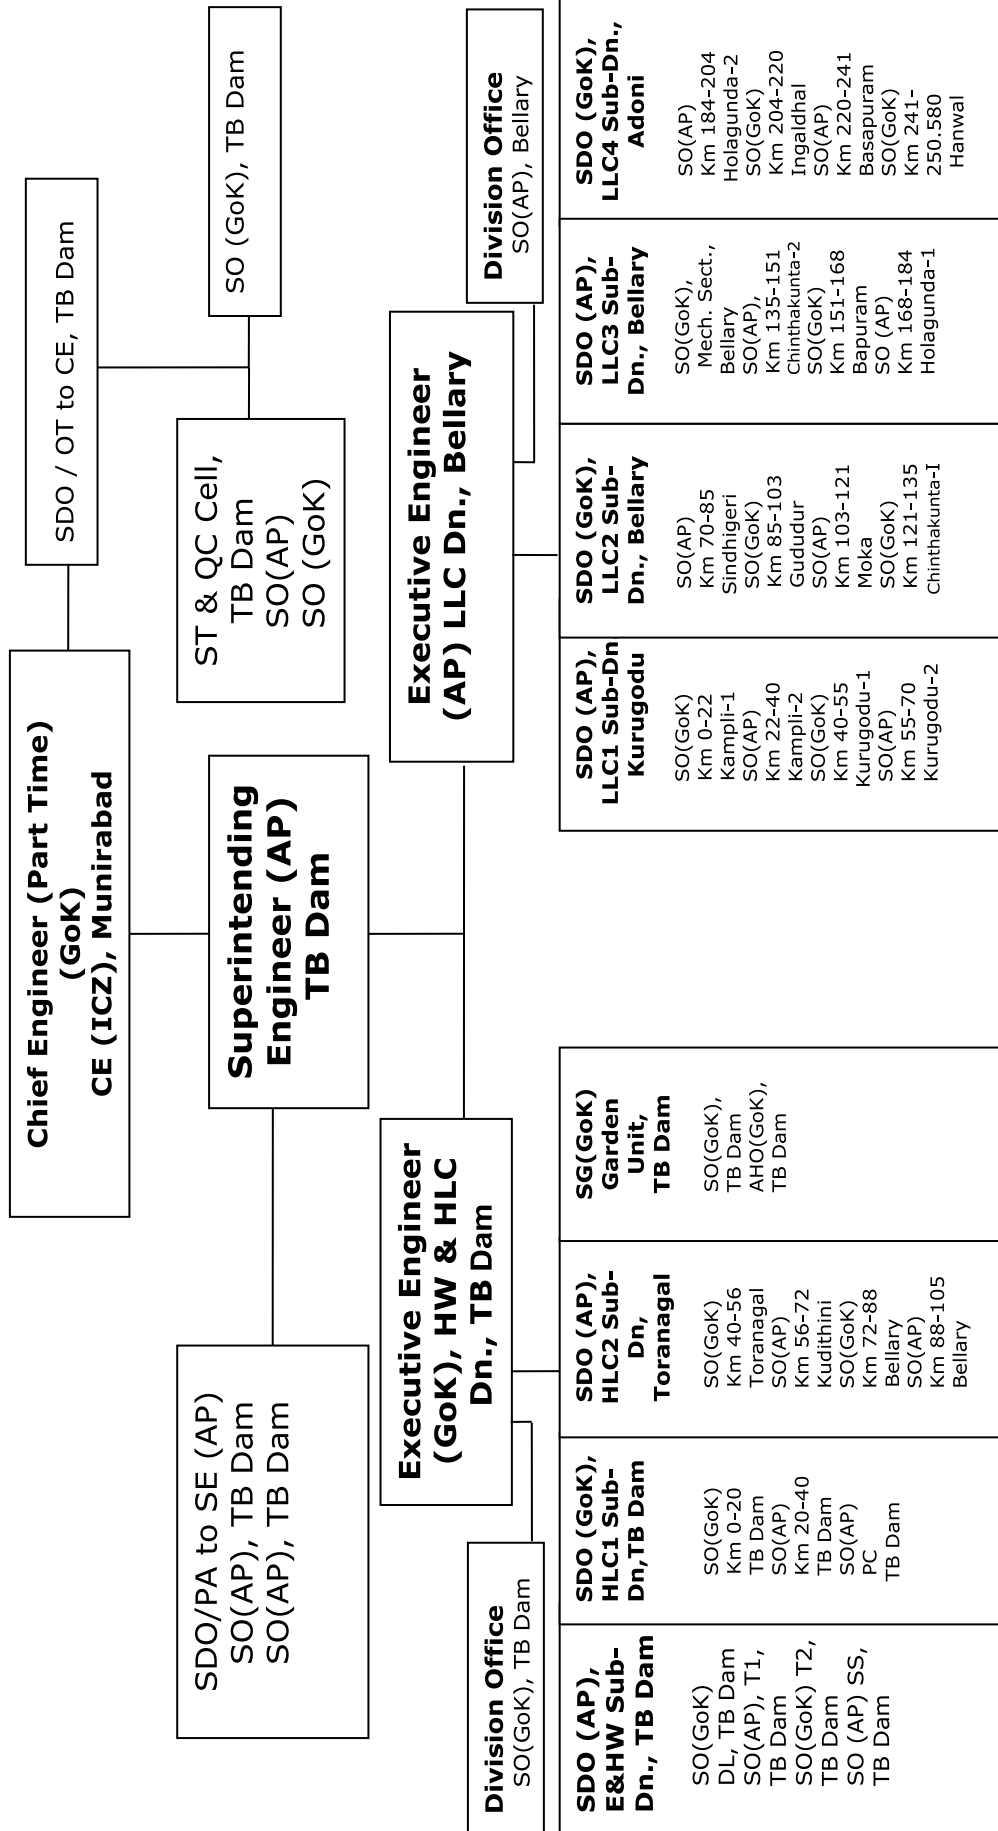 Chief Engineer (Part Time)
(GoK)
CE (ICZ), Munirabad
SDO / OT to CE, TB Dam
SDO/PA to SE (AP)
SO(AP), TB Dam
SO(AP), TB Dam
Superintending
Engineer (AP)
TB Dam
ST & QC Cell,
TB Dam
SO(AP)
SO (GoK)
SO (GoK), TB Dam
Executive Engineer
(GoK), HW & HLC
Dn., TB Dam
Executive Engineer
(AP) LLC Dn., Bellary
Division Office
SO(GoK), TB Dam
Division Office
SO(AP), Bellary
SDO (AP),
E&HW Sub-
Dn., TB Dam
SO(GoK)
DL, TB Dam
SO(AP), T1,
TB Dam
SO(GoK) T2,
TB Dam
SO (AP) SS,
TB Dam
SDO (GoK),
HLC1 Sub-
Dn,TB Dam
SO(GoK)
Km 0-20
TB Dam
SO(AP)
Km 20-40
TB Dam
SO(AP)
PC
TB Dam
SDO (AP),
HLC2 Sub-
Dn,
Toranagal
SO(GoK)
Km 40-56
Toranagal
SO(AP)
Km 56-72
Kudithini
SO(GoK)
Km 72-88
Bellary
SO(AP)
Km 88-105
Bellary
SG(GoK)
Garden
Unit,
TB Dam
SO(GoK),
TB Dam
AHO(GoK),
TB Dam
SDO (AP),
LLC1 Sub-Dn
Kurugodu
SO(GoK)
Km 0-22
Kampli-1
SO(AP)
Km 22-40
Kampli-2
SO(GoK)
Km 40-55
Kurugodu-1
SO(AP)
Km 55-70
Kurugodu-2
SDO (GoK),
LLC2 Sub-
Dn., Bellary
SO(AP)
Km 70-85
Sindhigeri
SO(GoK)
Km 85-103
Gududur
SO(AP)
Km 103-121
Moka
SO(GoK)
Km 121-135
Chinthakunta-I
SDO (AP),
LLC3 Sub-
Dn., Bellary
SO(GoK),
Mech. Sect.,
Bellary
SO(AP),
Km 135-151
Chinthakunta-2
SO(GoK)
Km 151-168
Bapuram
SO (AP)
Km 168-184
Holagunda-1
SDO (GoK),
LLC4 Sub-Dn.,
Adoni
SO(AP)
Km 184-204
Holagunda-2
SO(GoK)
Km 204-220
Ingaldhal
SO(AP)
Km 220-241
Basapuram
SO(GoK)
Km 241-
250.580
Hanwal